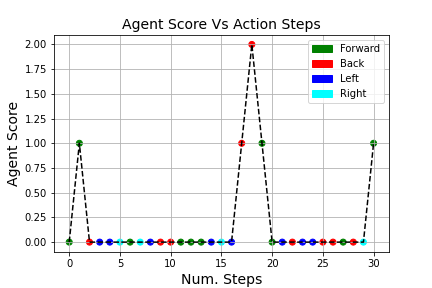 Agent Score Vs Action Steps
Agent Score
2.00
1.75
1.50
1.25
1.00
0.75
0.50
0.25
0.00
Forward
Back
Left
Right
0 5 10 15 20 25 30
Num. Steps